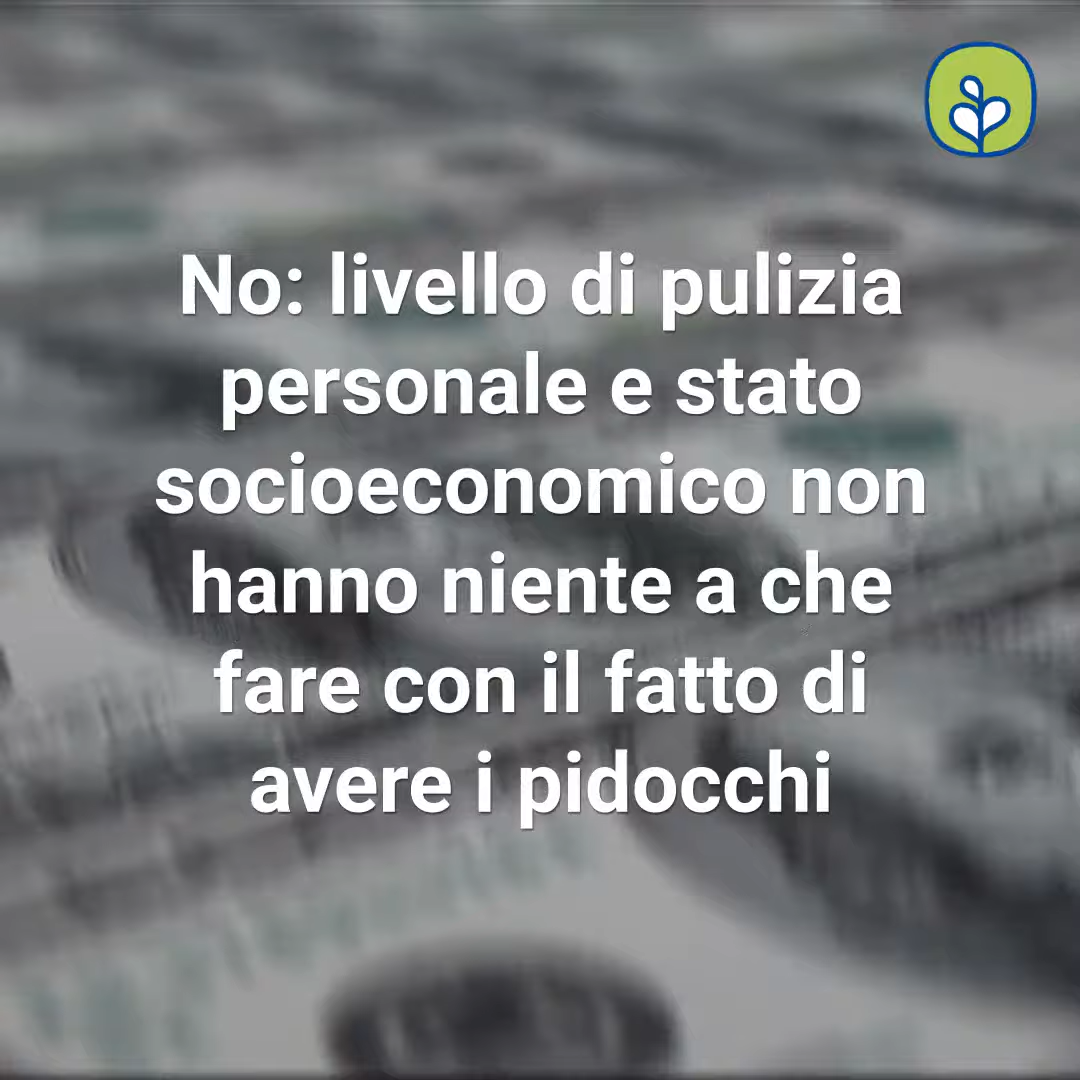 No: livello di pulizia
personale e stato
socioeconomico non
hanno niente a che
fare con il fatto di
avere i pidocchi